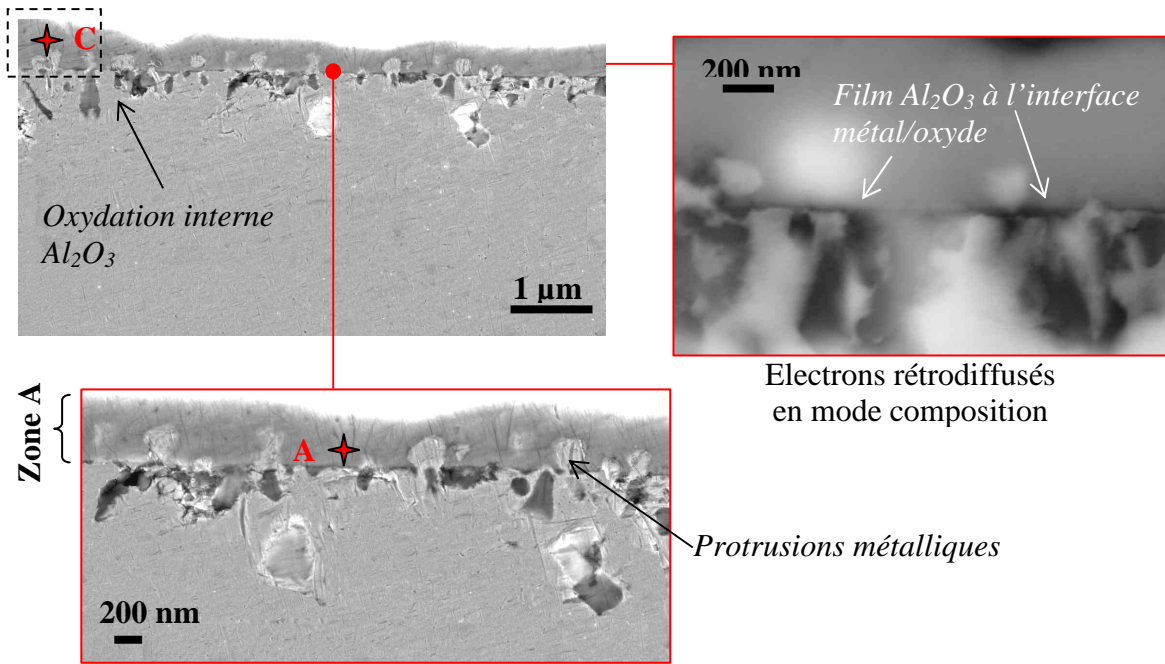 C
Oxydation interne
Al₂O₃
1 µm
200 nm
Film Al₂O₃ à l’interface
métal/oxyde
Electrons rétrodiffusés
en mode composition
Zone A
A
Protrusions métalliques
200 nm